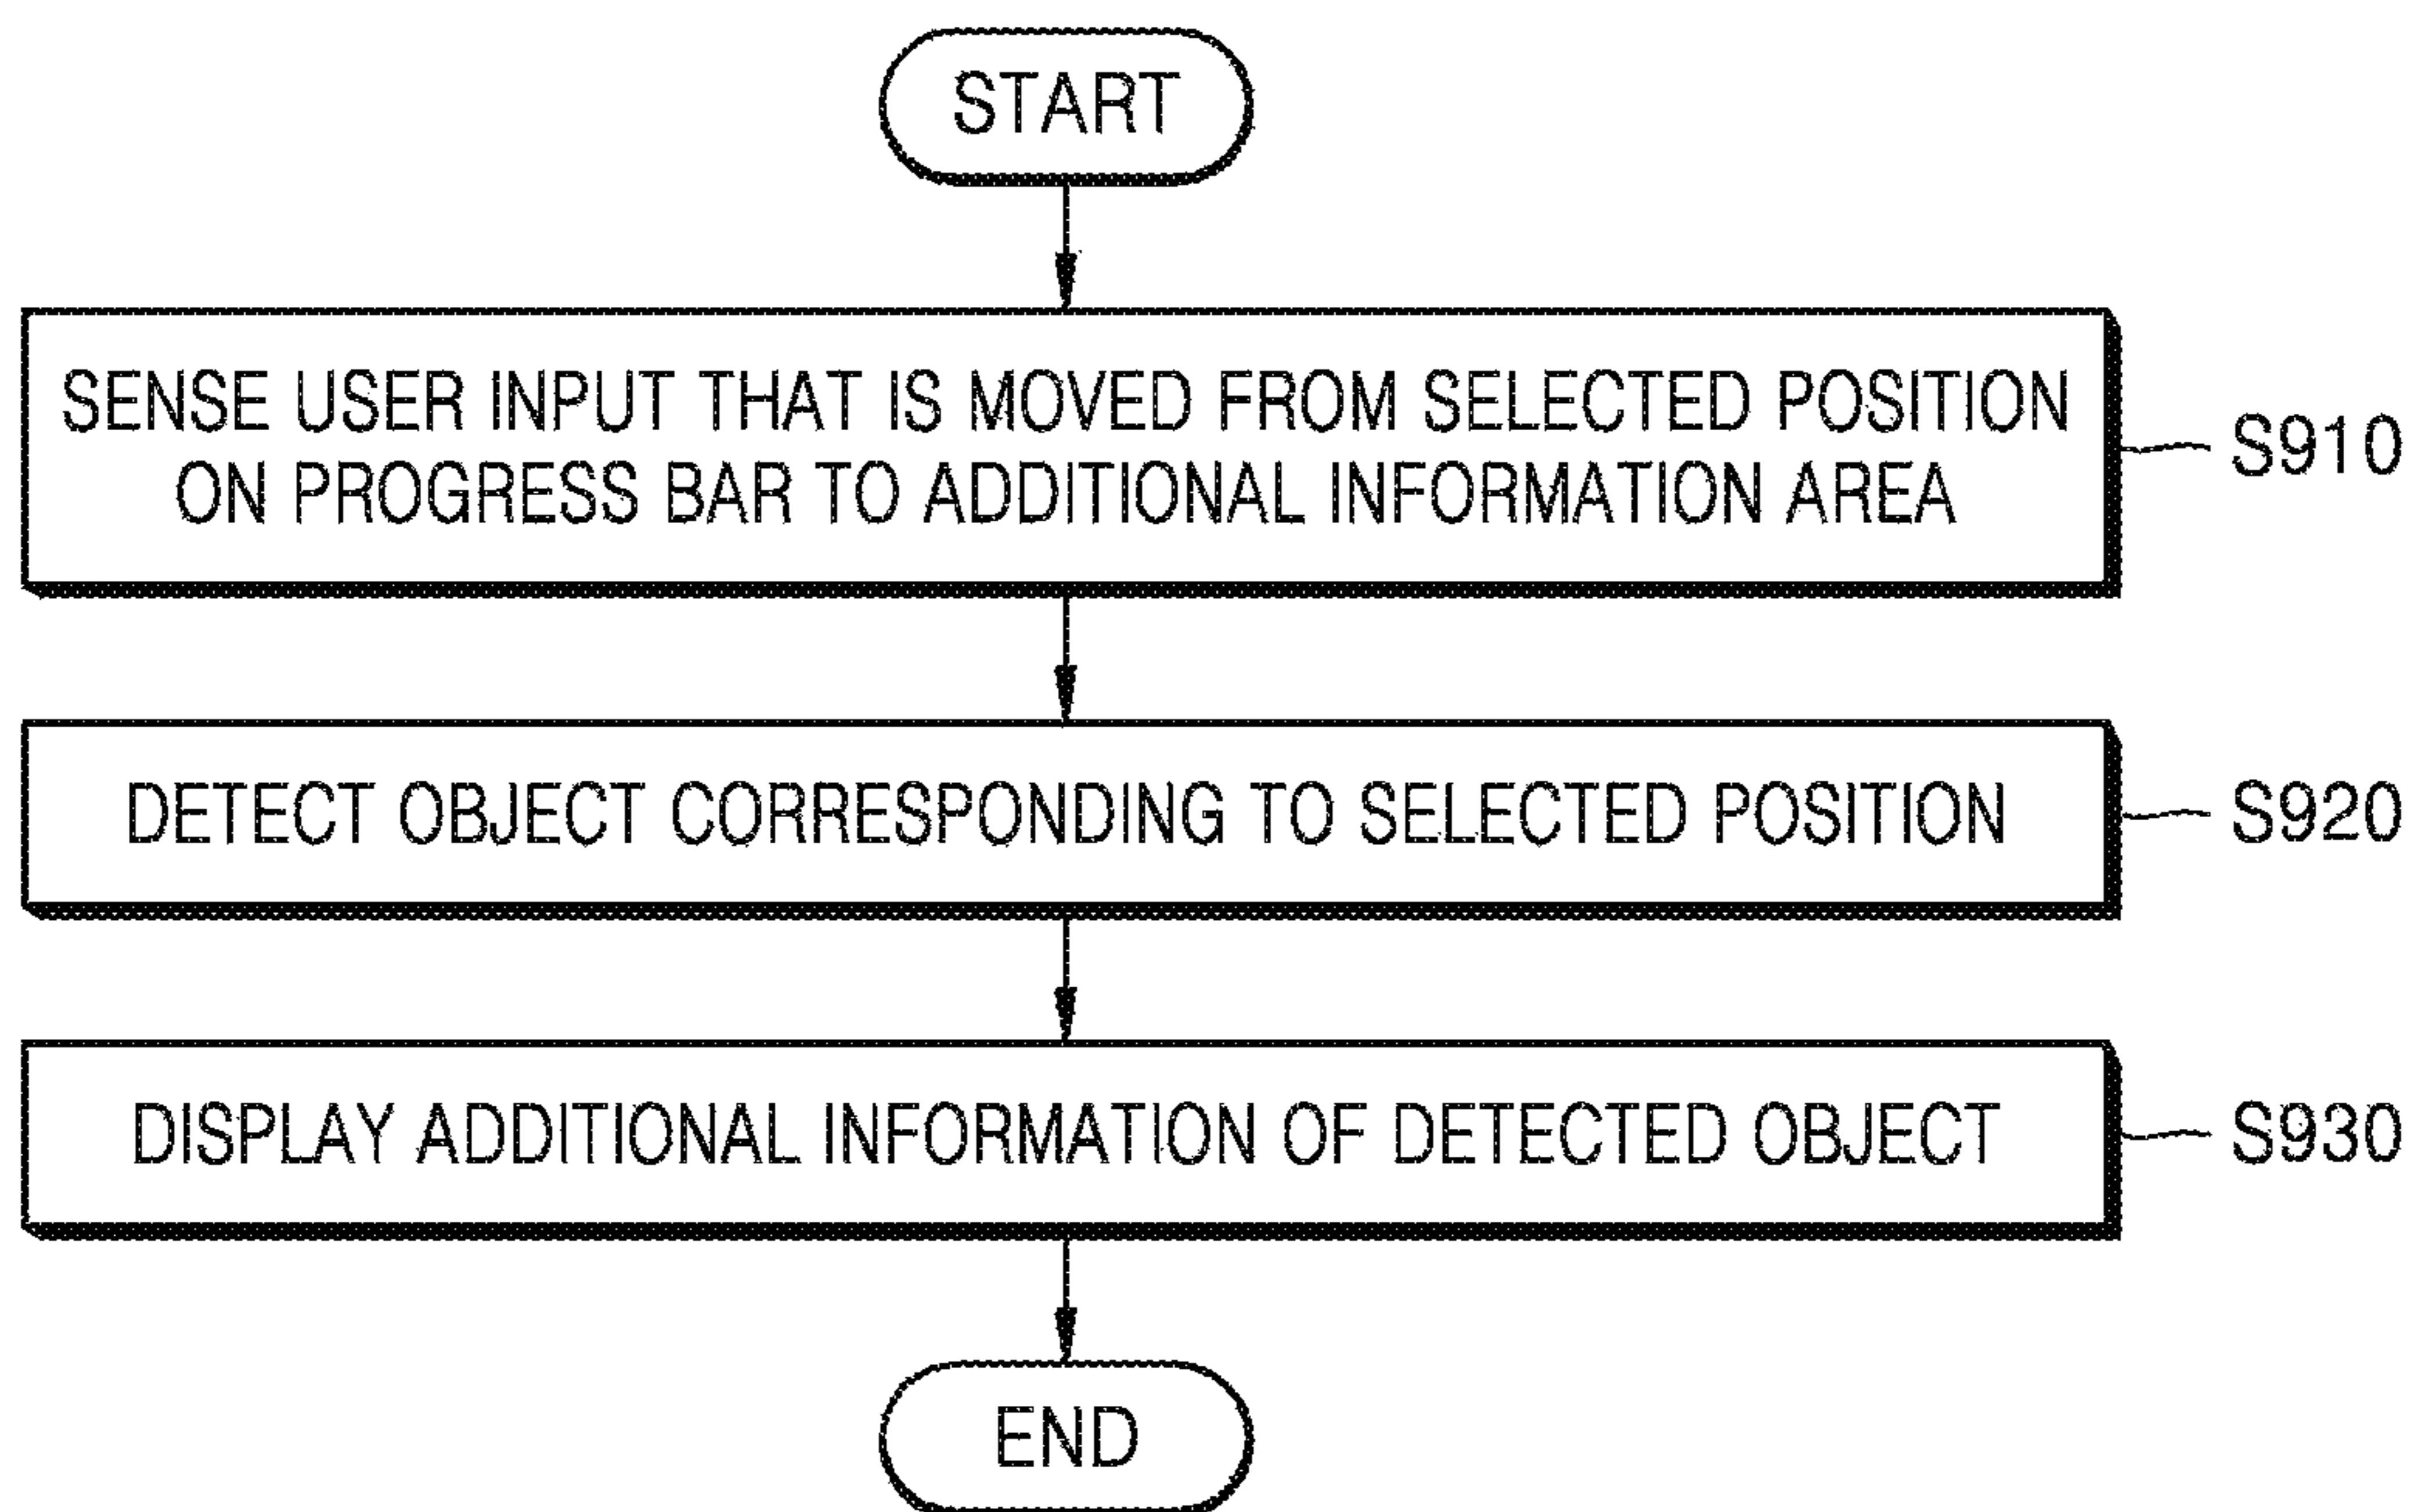 START
SENSE USER INPUT THAT IS MOVED FROM SELECTED POSITION
ON PROGRESS BAR TO ADDITIONAL INFORMATION AREA
S910
DETECT OBJECT CORRESPONDING TO SELECTED POSITION
S920
DISPLAY ADDITIONAL INFORMATION OF DETECTED OBJECT
S930
END